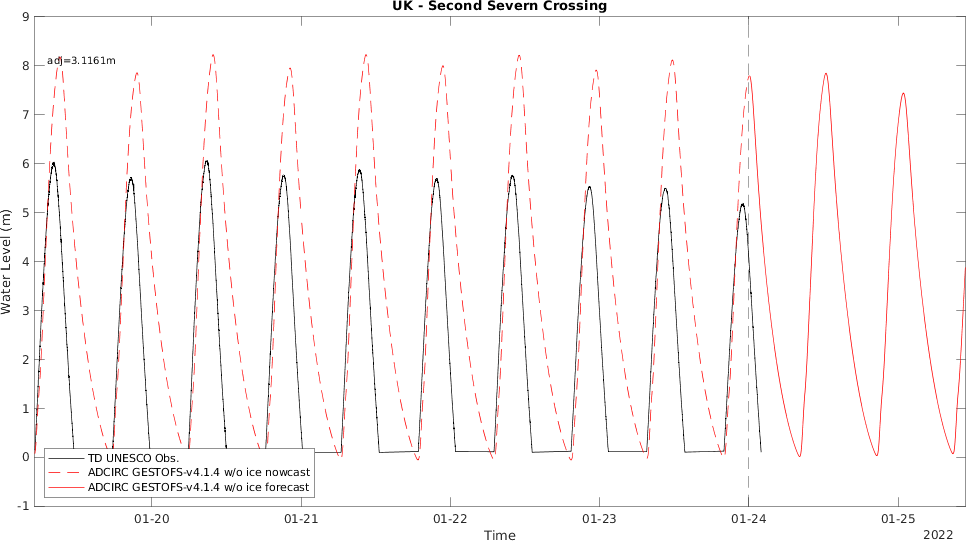 UK - Second Severn Crossing
adj=3.1161m
9
8
7
6
5
4
3
2
1
0
-1
Water Level (m)
TD UNESCO Obs.
ADCIRC GESTOFS-v4.1.4 w/o ice nowcast
ADCIRC GESTOFS-v4.1.4 w/o ice forecast
01-20 01-21 01-22 01-23 01-24 01-25
Time
2022